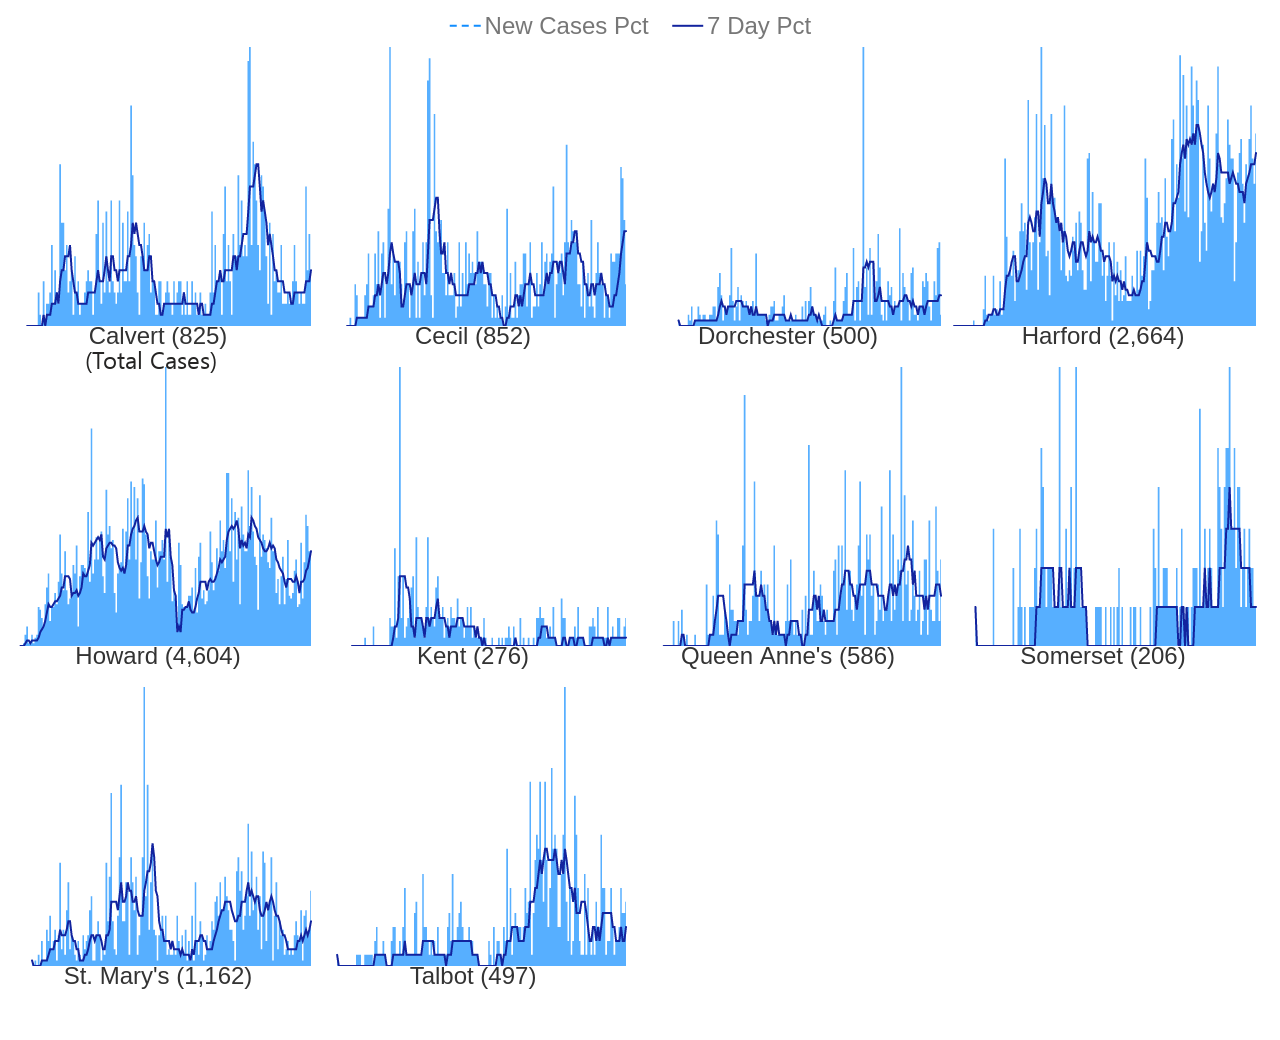 New Cases Pct 7 Day Pct
Calvert (825) Cecil (852) Dorchester (500) Harford (2,664)
(Total Cases)
Howard (4,604) Kent (276) Queen Anne's (586) Somerset (206)
St. Mary's (1,162) Talbot (497)